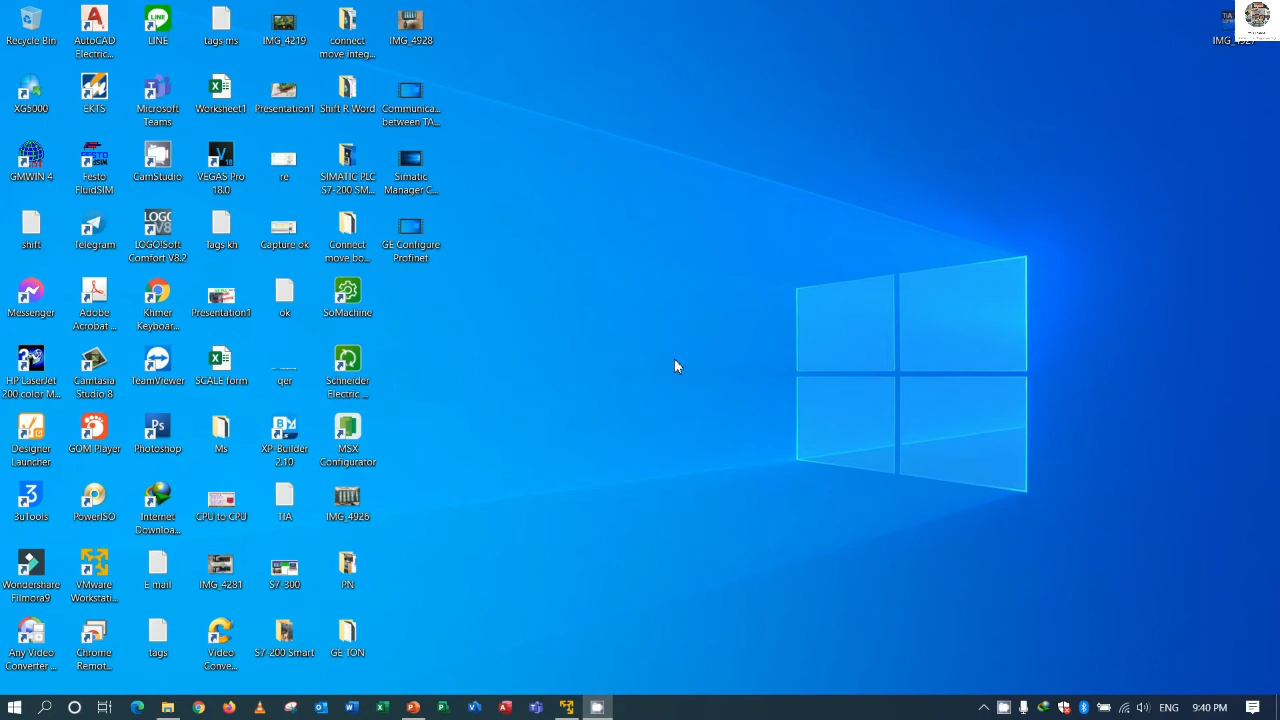 Recycle Bin
AutoCAD
Electric...
LINE
tags ms
IMG_4219
connect
move integ...
IMG_4928
XG5000
EKTS
Microsoft
Teams
Worksheet1
Presentation1
Shift R Word
Communica...
between TA...
GMWIN 4
Festo
FluidSIM
CamStudio
VEGAS Pro
18.0
re
SIMATIC PLC
S7-200 SM...
Simatic
Manager C...
shift
Telegram
LOGO!Soft
Comfort V8.2
Tags kh
Capture ok
Connect
move bo...
GE Configure
Profinet
Messenger
Adobe
Acrobat ...
Khmer
Keyboar...
Presentation1
ok
SoMachine
HP LaserJet
200 color M...
Camtasia
Studio 8
TeamViewer
SCALE form
qer
Schneider
Electric ...
Designer
Launcher
GOM Player
Photoshop
Ms
XP-Builder
2.10
MSX
Configurator
3uTools
PowerISO
Internet
Downloa...
CPU to CPU
TIA
IMG_4926
Wondershare
Filmora9
VMware
Workstati...
E mail
IMG_4281
S7-300
PN
Any Video
Converter ...
Chrome
Remot...
tags
Video
Conve...
S7-200 Smart
GE TON
ENG
9:40 PM